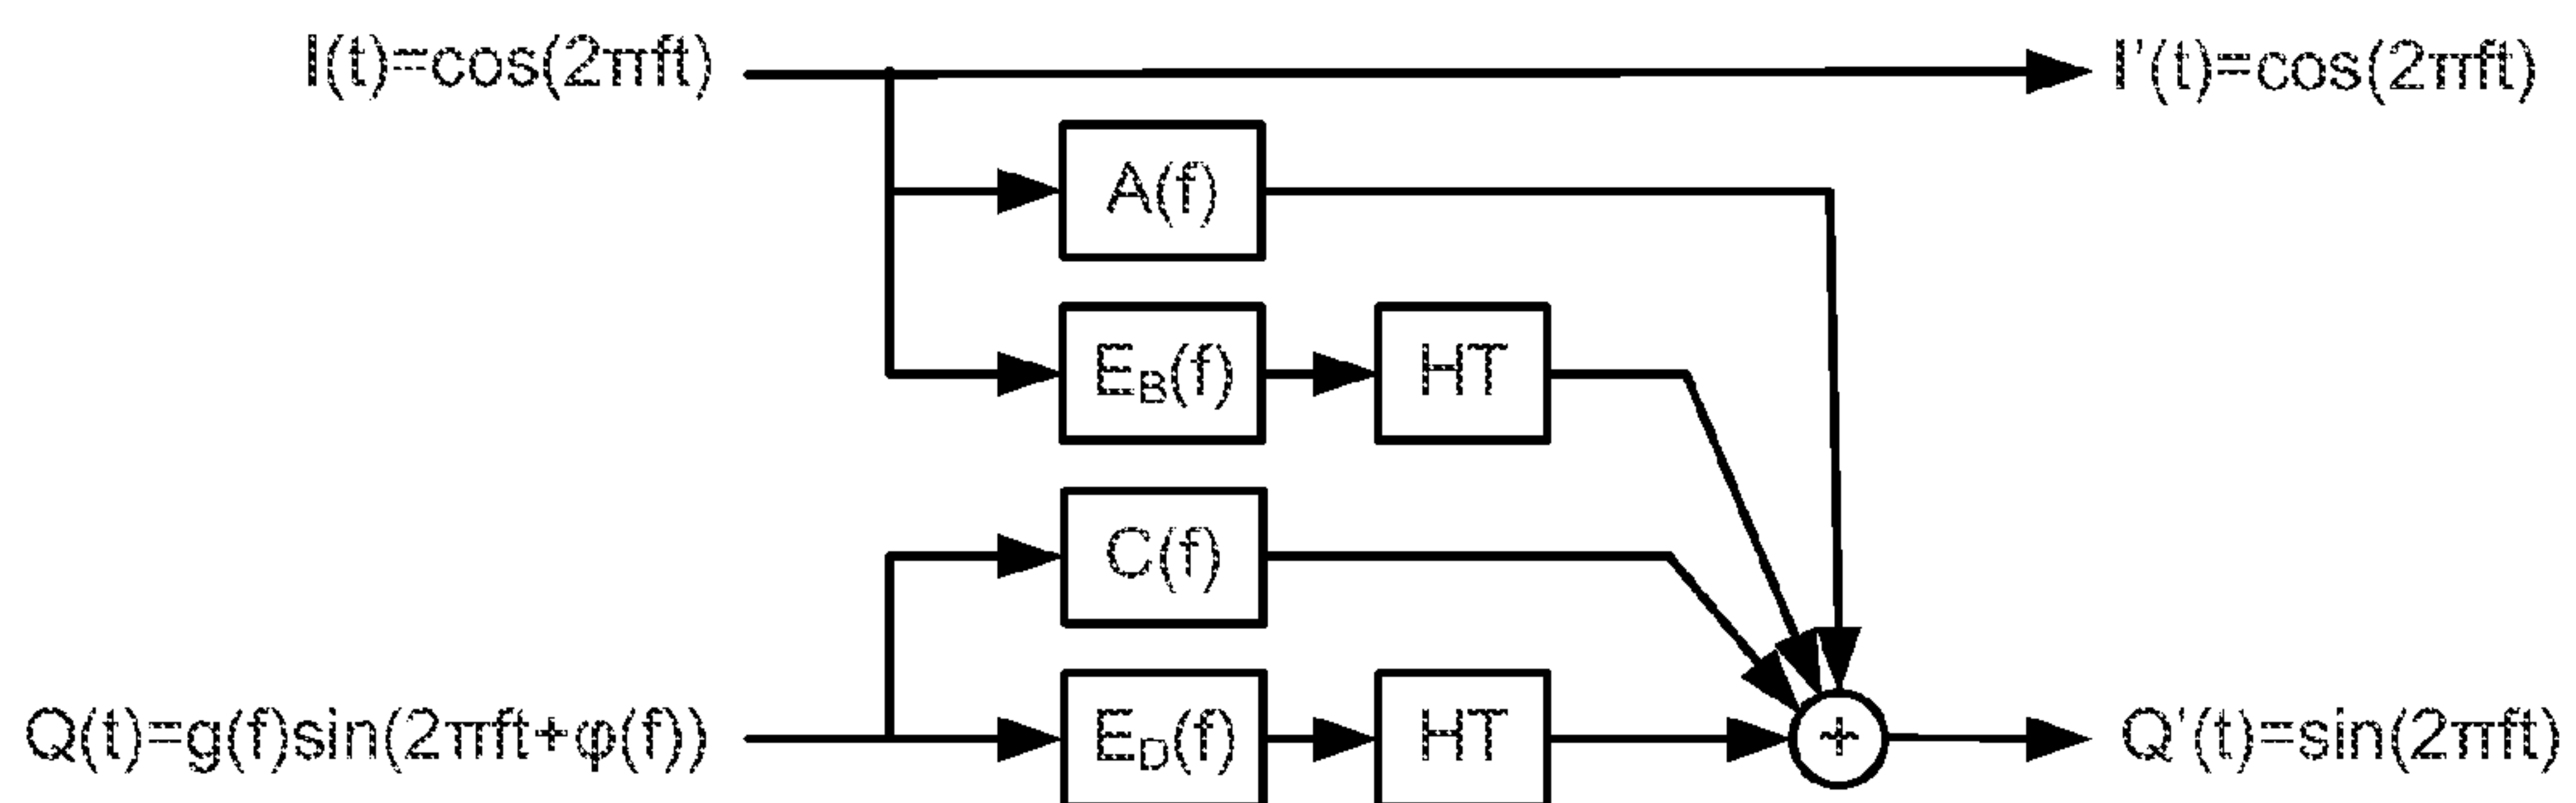 I(t)=cos(2πft)
I'(t)=cos(2πft)
A(f)
E_B(f)
HT
C(f)
Q(t)=g(f)sin(2πft+φ(f))
E_D(f)
HT
+
Q'(t)=sin(2πft)